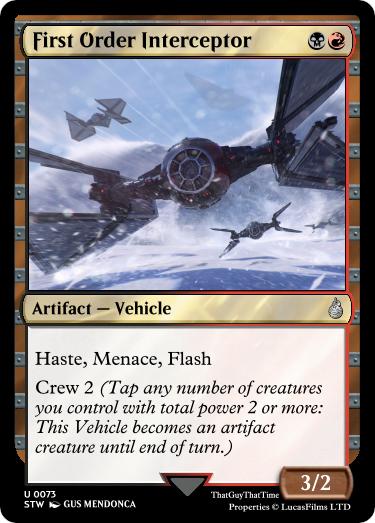 First Order Interceptor
Artifact — Vehicle
Haste, Menace, Flash
Crew 2 (Tap any number of creatures
you control with total power 2 or more:
This Vehicle becomes an artifact
creature until end of turn.)
3/2
U 0073
STW GUS MENDONCA
ThatGuyThatTime
Properties © LucasFilms LTD